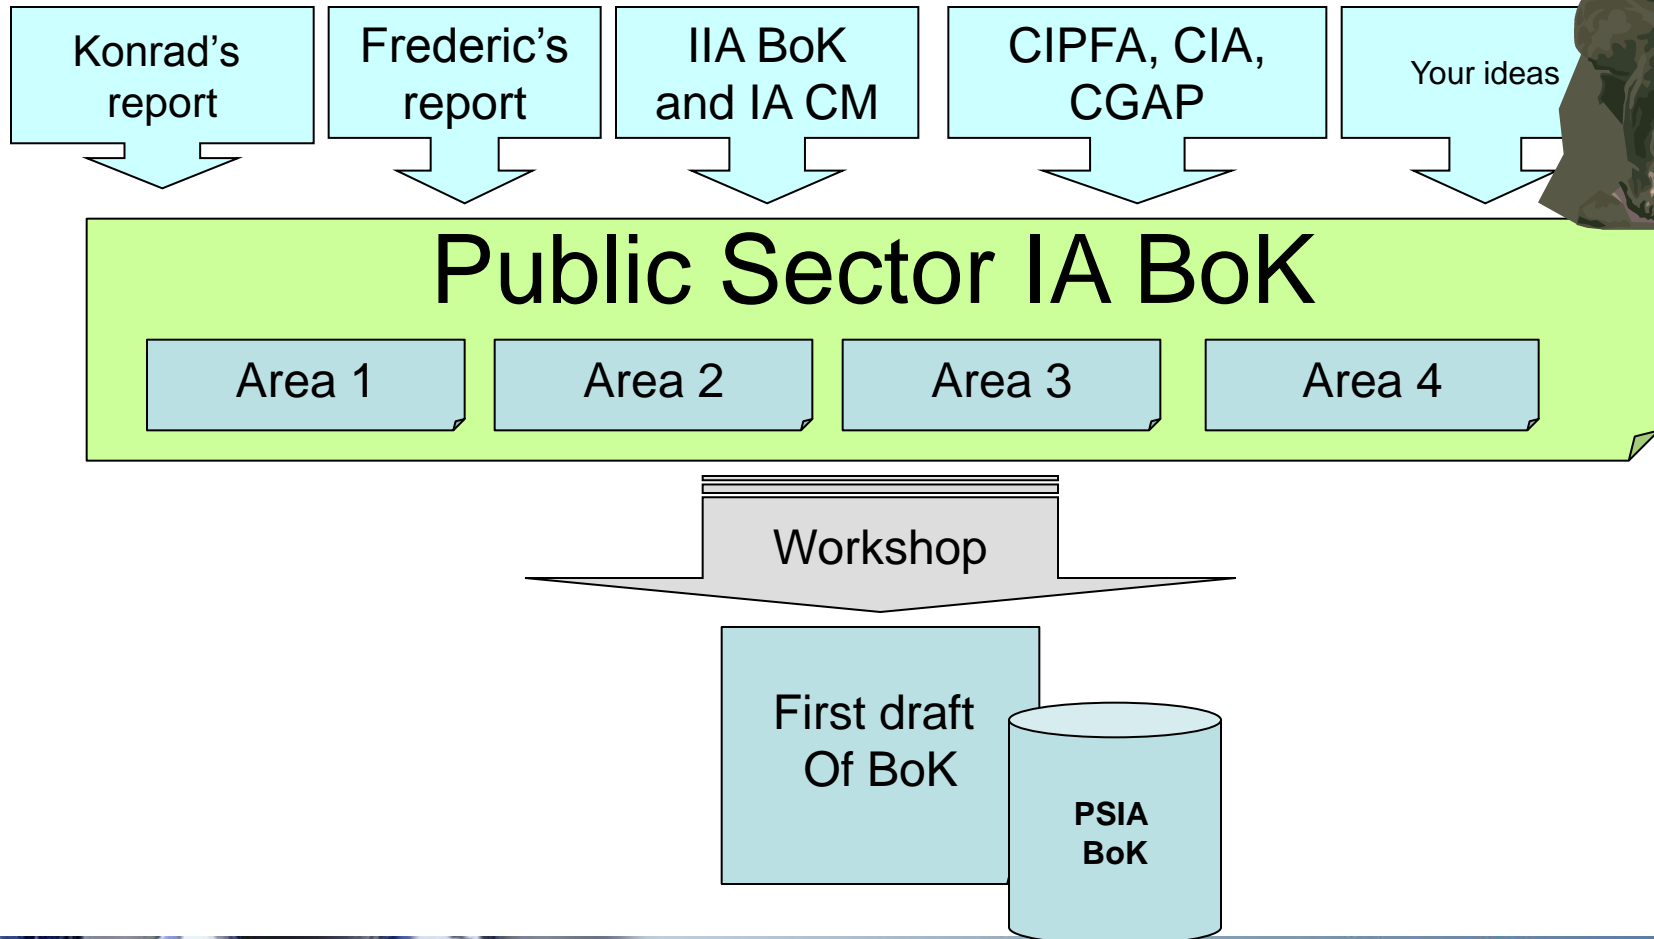 Konrad's
report
Frederic's
report
IIA BoK
and IA CM
CIPFA, CIA,
CGAP
Your ideas
Public Sector IA BoK
Area 1
Area 2
Area 3
Area 4
Workshop
First draft
Of BoK
PSIA
BoK